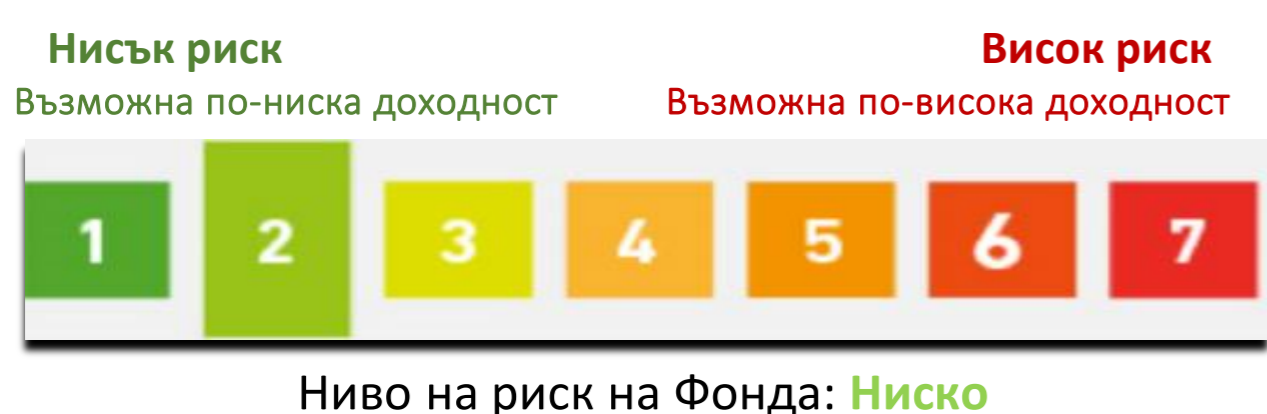 Нисък риск Висок риск
Възможна по-ниска доходност Възможна по-висока доходност
1 2 3 4 5 6 7
Ниво на риск на Фонда: Ниско